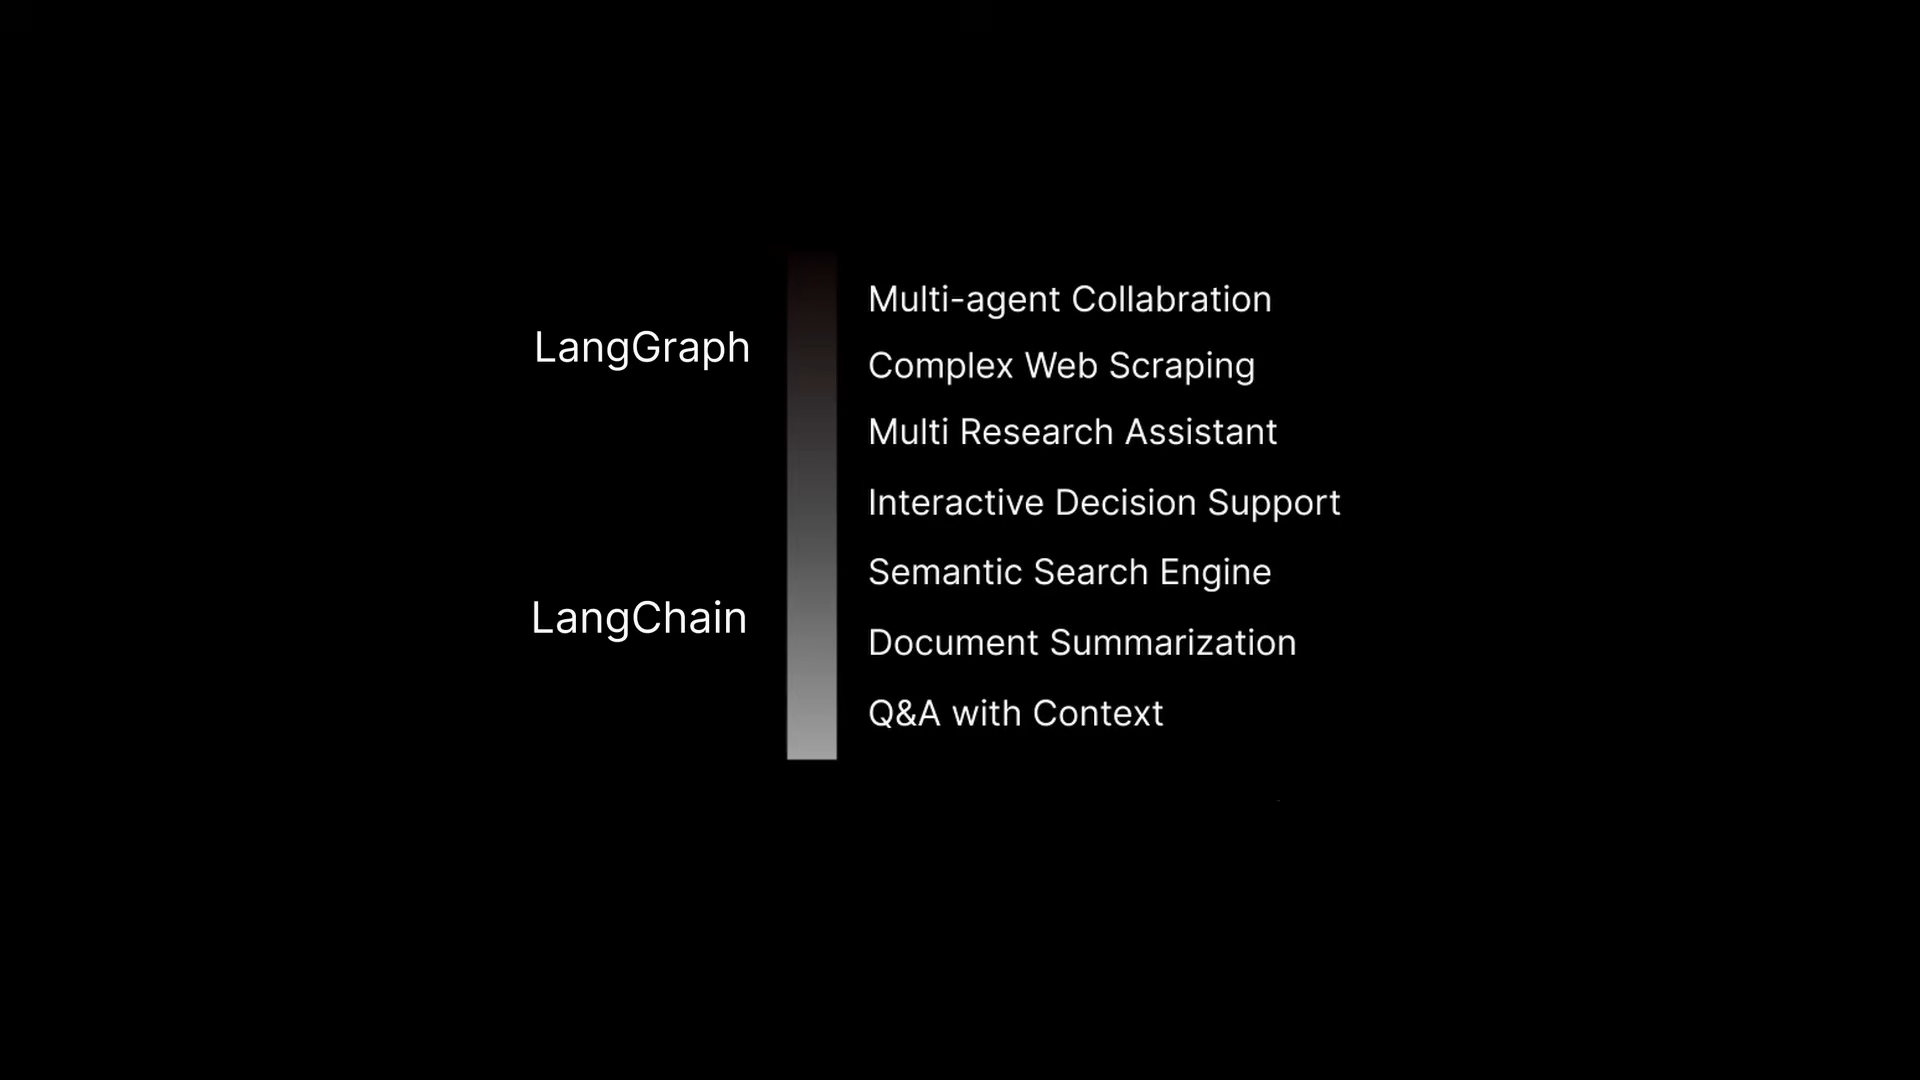 LangGraph
LangChain
Multi-agent Collabration
Complex Web Scraping
Multi Research Assistant
Interactive Decision Support
Semantic Search Engine
Document Summarization
Q&A with Context